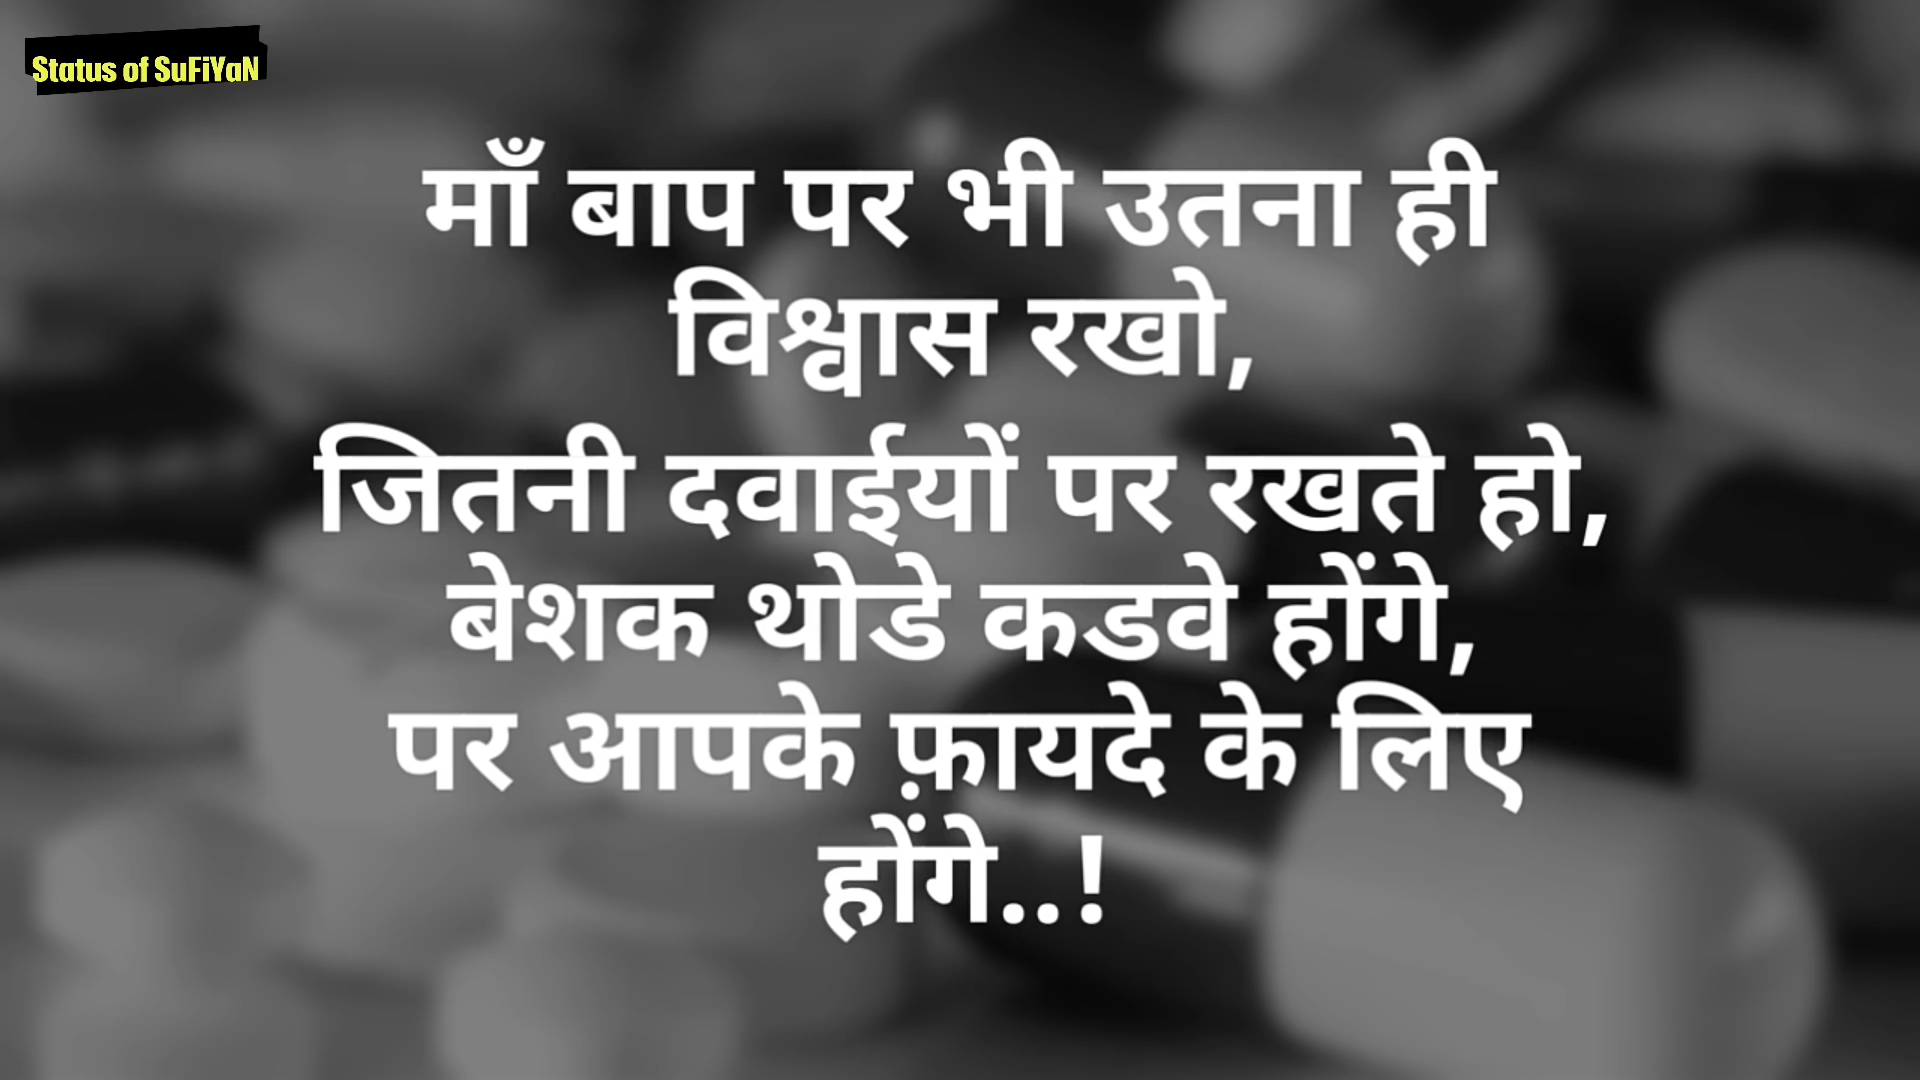 Status of SuFiYaN
माँ बाप पर भी उतना ही
विश्वास रखो,
जितनी दवाईयों पर रखते हो,
बेशक थोडे कडवे होंगे,
पर आपके फ़ायदे के लिए
होंगे..!